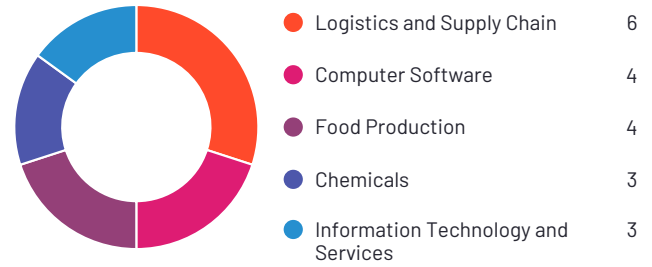 Logistics and Supply Chain 6
Computer Software 4
Food Production 4
Chemicals 3
Information Technology and 3
Services